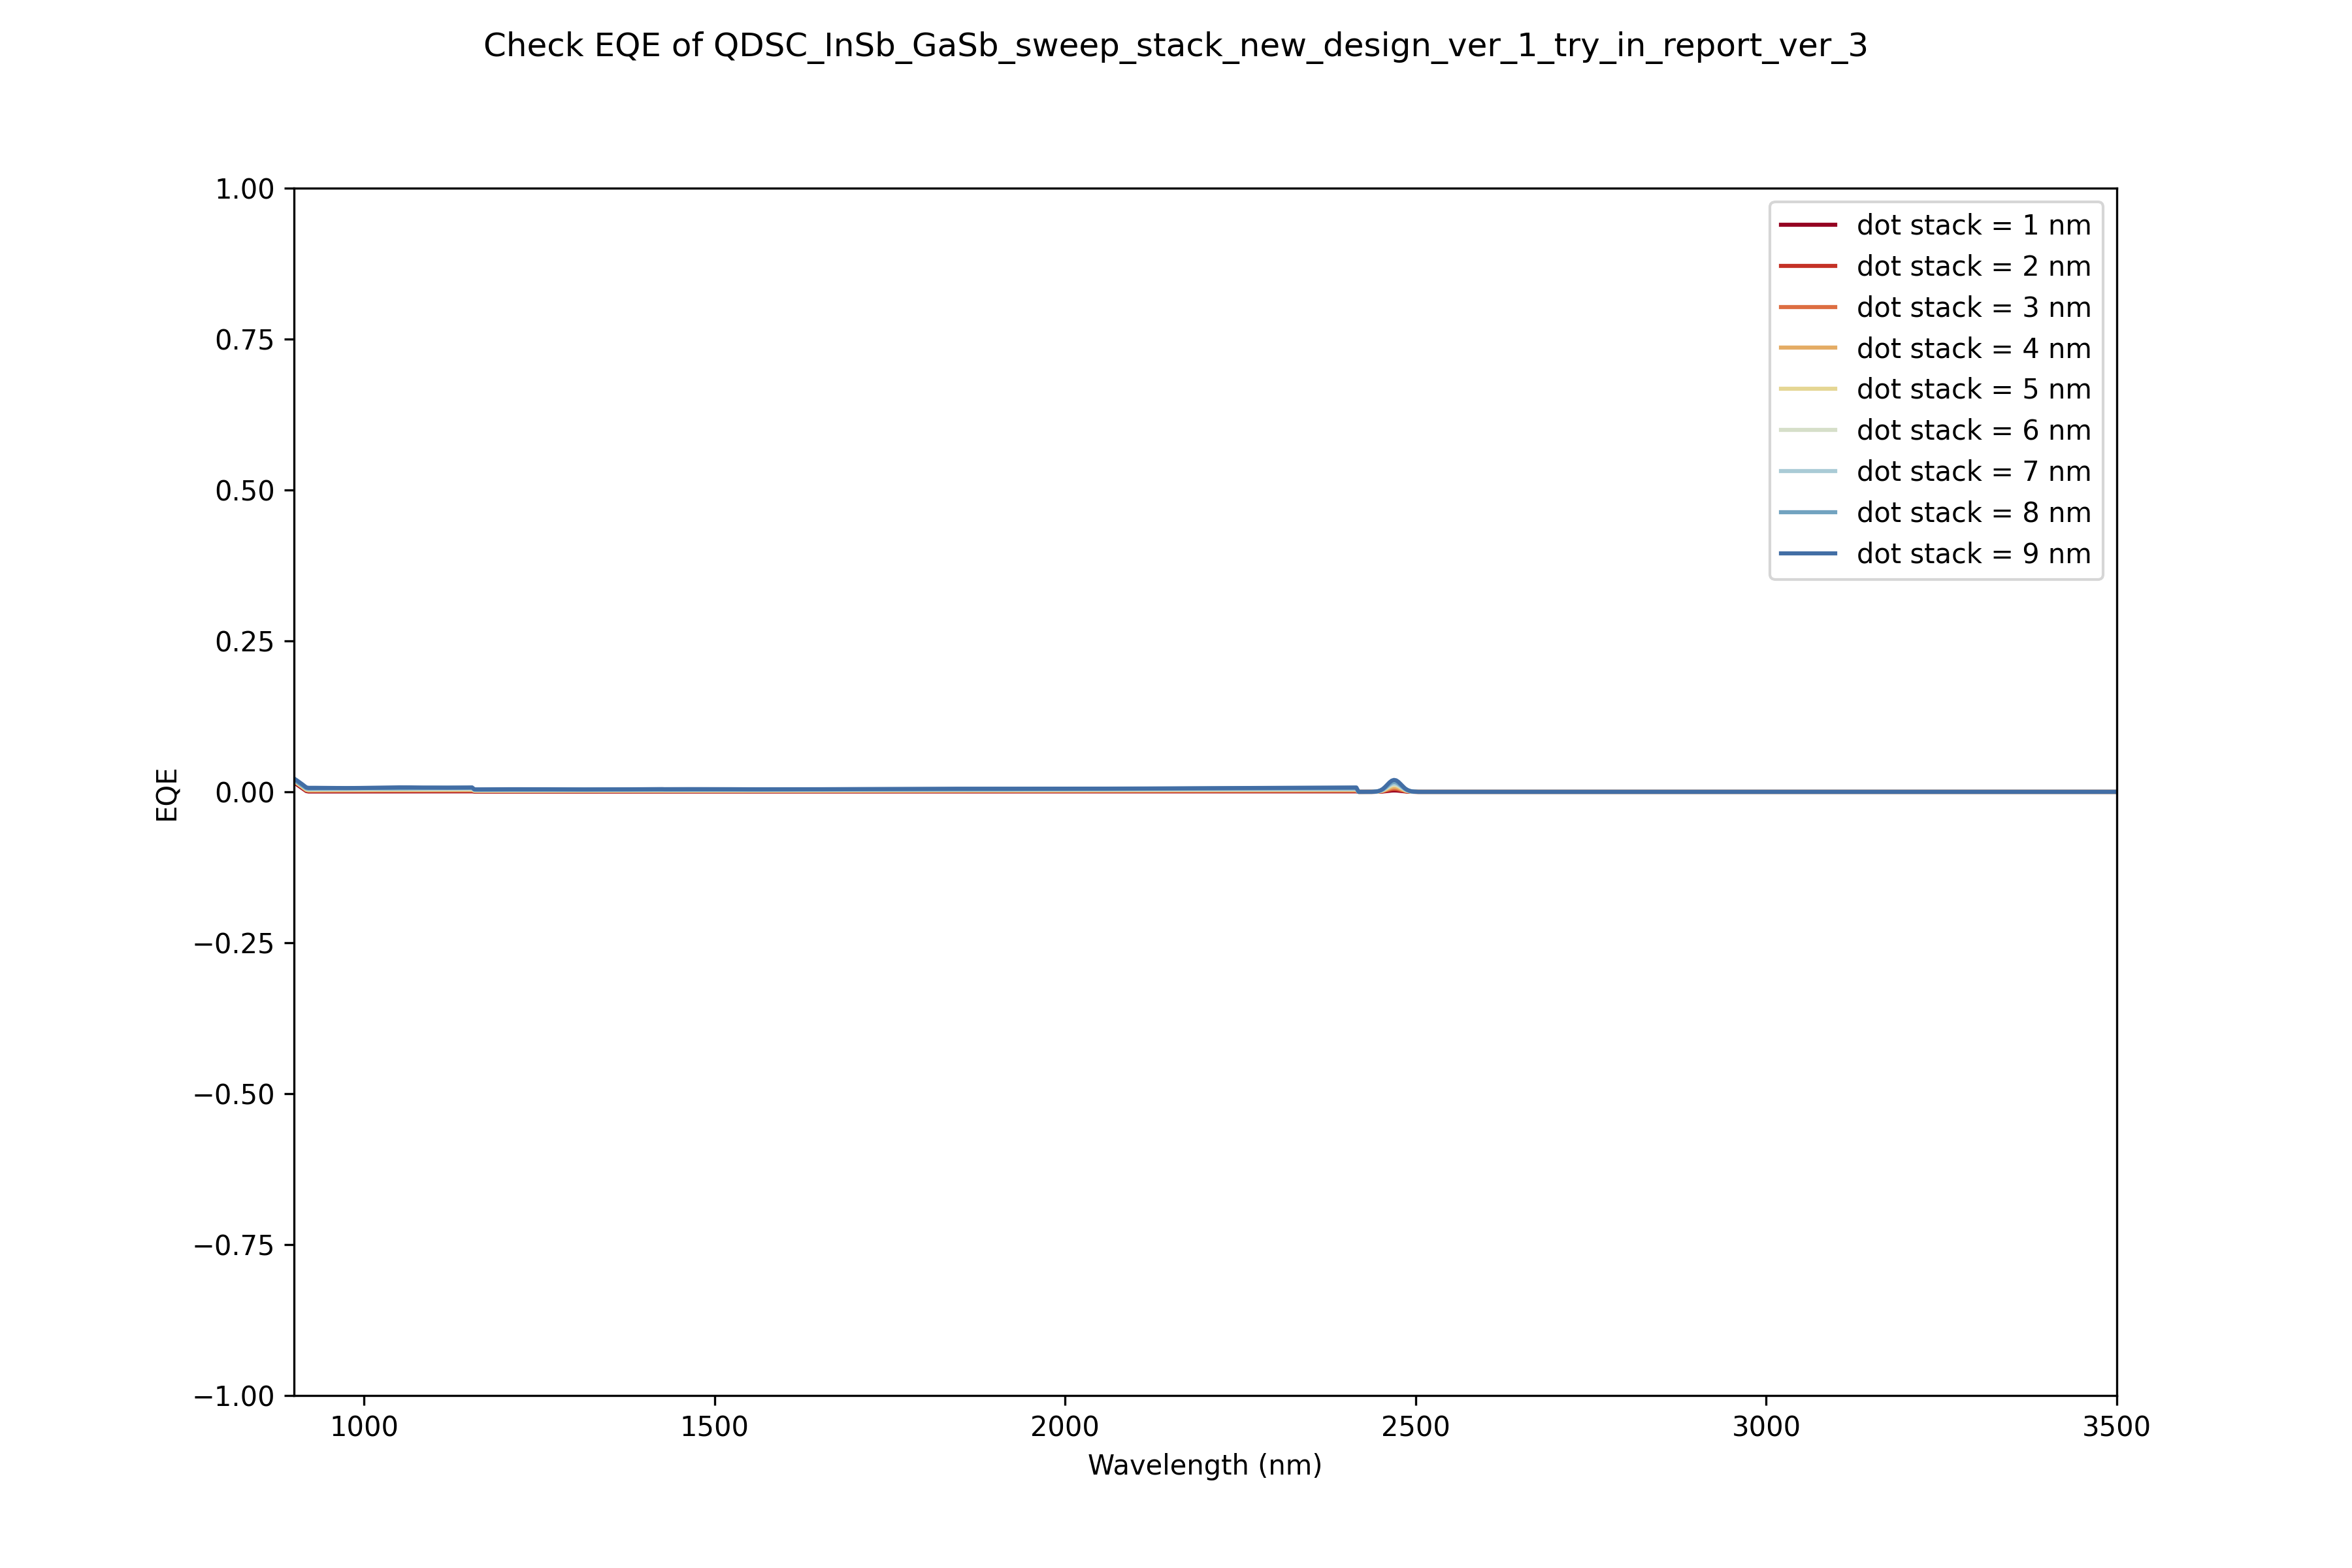 Check EQE of QDSC_InSb_GaSb_sweep_stack_new_design_ver_1_try_in_report_ver_3
1.00
0.75
0.50
0.25
0.00
−0.25
−0.50
−0.75
−1.00
EQE
dot stack = 1 nm
dot stack = 2 nm
dot stack = 3 nm
dot stack = 4 nm
dot stack = 5 nm
dot stack = 6 nm
dot stack = 7 nm
dot stack = 8 nm
dot stack = 9 nm
1000 1500 2000 2500 3000 3500
Wavelength (nm)